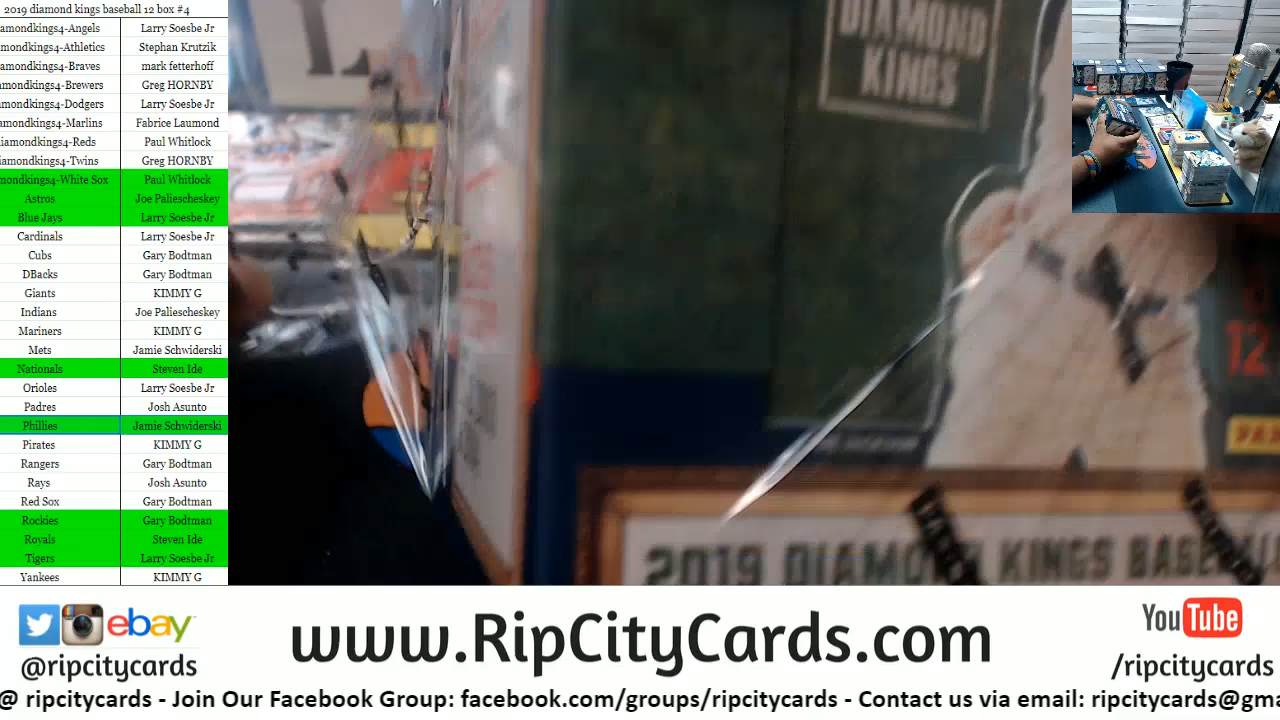 2019 diamond kings baseball 12 box #4
amondkings4-Angels Larry Soesbe Jr
amondkings4-Athletics Stephan Krutzik
amondkings4-Braves mark fetterhoff
amondkings4-Brewers Greg HORNBY
amondkings4-Dodgers Larry Soesbe Jr
amondkings4-Marlins Fabrice Laumond
iamondkings4-Reds Paul Whitlock
iamondkings4-Twins Greg HORNBY
mondkings4-White Sox Paul Whitlock
Astros Joe Paliescheskey
Blue Jays Larry Soesbe Jr
Cardinals Larry Soesbe Jr
Cubs Gary Bodtman
DBacks Gary Bodtman
Giants KIMMY G
Indians Joe Paliescheskey
Mariners KIMMY G
Mets Jamie Schwiderski
Nationals Steven Ide
Orioles Larry Soesbe Jr
Padres Josh Asunto
Phillies Jamie Schwiderski
Pirates KIMMY G
Rangers Gary Bodtman
Rays Josh Asunto
Red Sox Gary Bodtman
Rockies Gary Bodtman
Royals Steven Ide
Tigers Larry Soesbe Jr
Yankees KIMMY G
DIAMOND
KINGS
12
2019 DIAMOND KINGS BASEBALL
ebay
@ripcitycards
www.RipCityCards.com
YouTube
/ripcitycards
@ ripcitycards - Join Our Facebook Group: facebook.com/groups/ripcitycards - Contact us via email: ripcitycards@gma